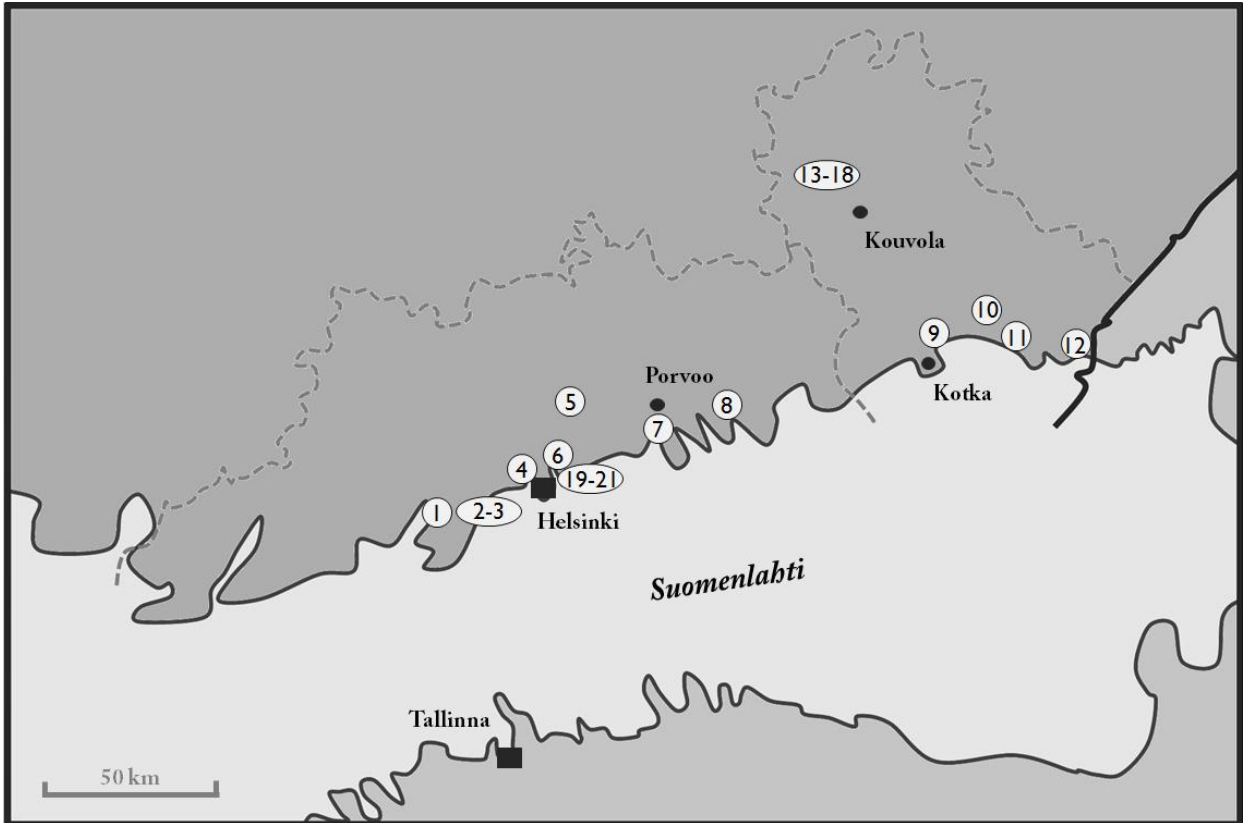 13-18
Kouvola
10
9
11
12
Kotka
Porvoo
5
8
7
6
4
19-21
1
2-3
Helsinki
Suomenlahti
Tallinna
50 km